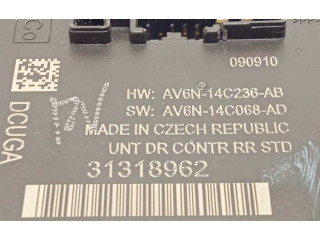 Co
090910
HW: AV6N-14C236-AB
SW: AV6N-14C068-AD
MADE IN CZECH REPUBLIC
UNT DR CONTR RR STD
31318962
DCUGA